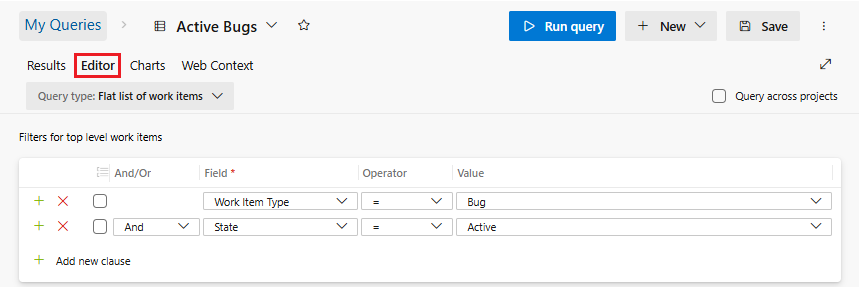 My Queries > Active Bugs Run query + New Save
Results Editor Charts Web Context
Query type: Flat list of work items Query across projects
Filters for top level work items
And/Or Field * Operator Value
Work Item Type = Bug
And State = Active
+ Add new clause